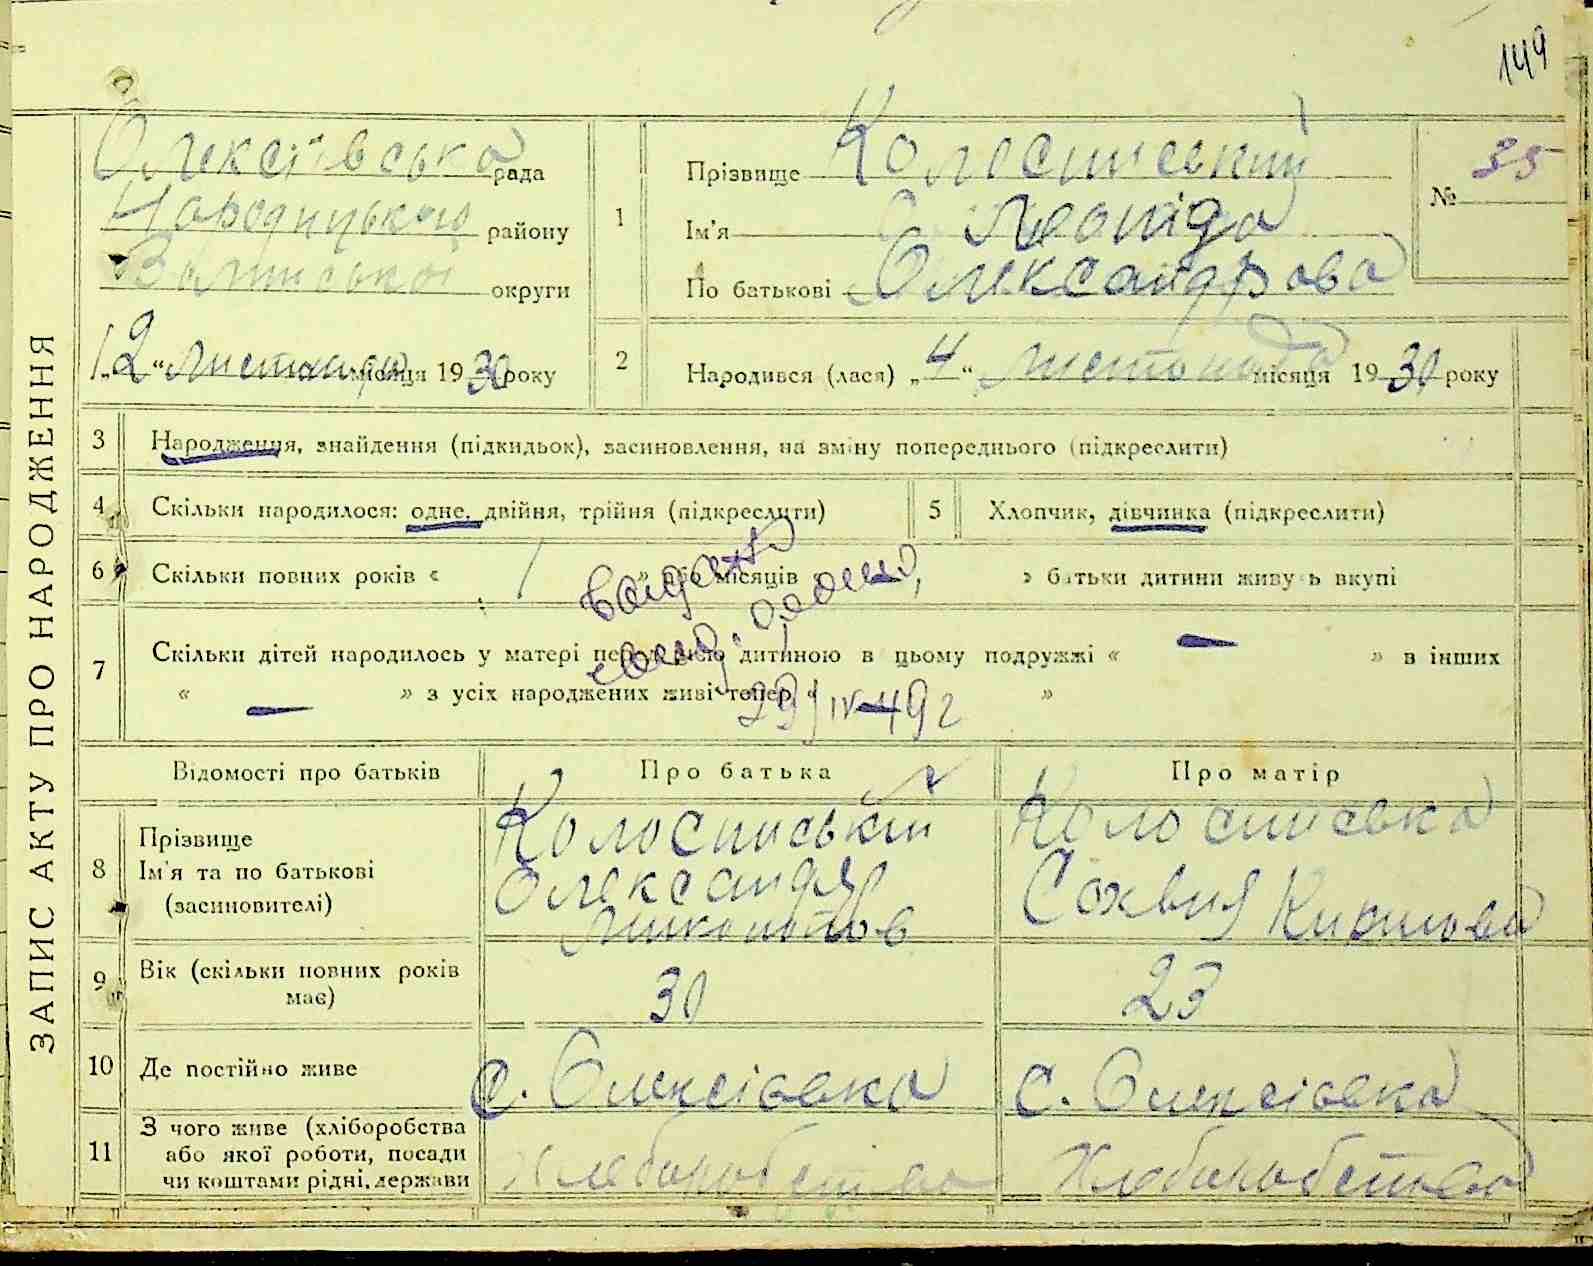 149
ЗАПИС АКТУ ПРО НАРОДЖЕННЯ
Олексіївська рада
Народицького району
Волинської округи
„12“ листопада місяця 1930 року
1
Прізвище Колосинський
Ім'я Леоніда
По батькові Олександрова
№ 35
2 Народився (лася) „4“ листопада місяця 1930 року
3 Народження, знайдення (підкидьок), засиновлення, на зміну попереднього (підкреслити)
4 Скільки народилося: одне, двійня, трійня (підкреслити)
5 Хлопчик, дівчинка (підкреслити)
6 Скільки повних років « 1 » або місяців « » батьки дитини живуть вкупі
7 Скільки дітей народилось у матері перед цією дитиною в цьому подружжі « — » в інших
« — » з усіх народжених живі тепер « — »
29/IV-49 г
Відомості про батьків
Про батька
Про матір
8 Прізвище
Ім'я та по батькові
(засиновителі)
Колосинський
Олександр
Колосинська
Сохвия Кирилова
9 Вік (скільки повних років
має)
30
23
10 Де постійно живе
с. Олексіївка
с. Олексіївка
11 З чого живе (хліборобства
або якої роботи, посади
чи коштами рідні, держави
Хлеборобство
Хлеборобство